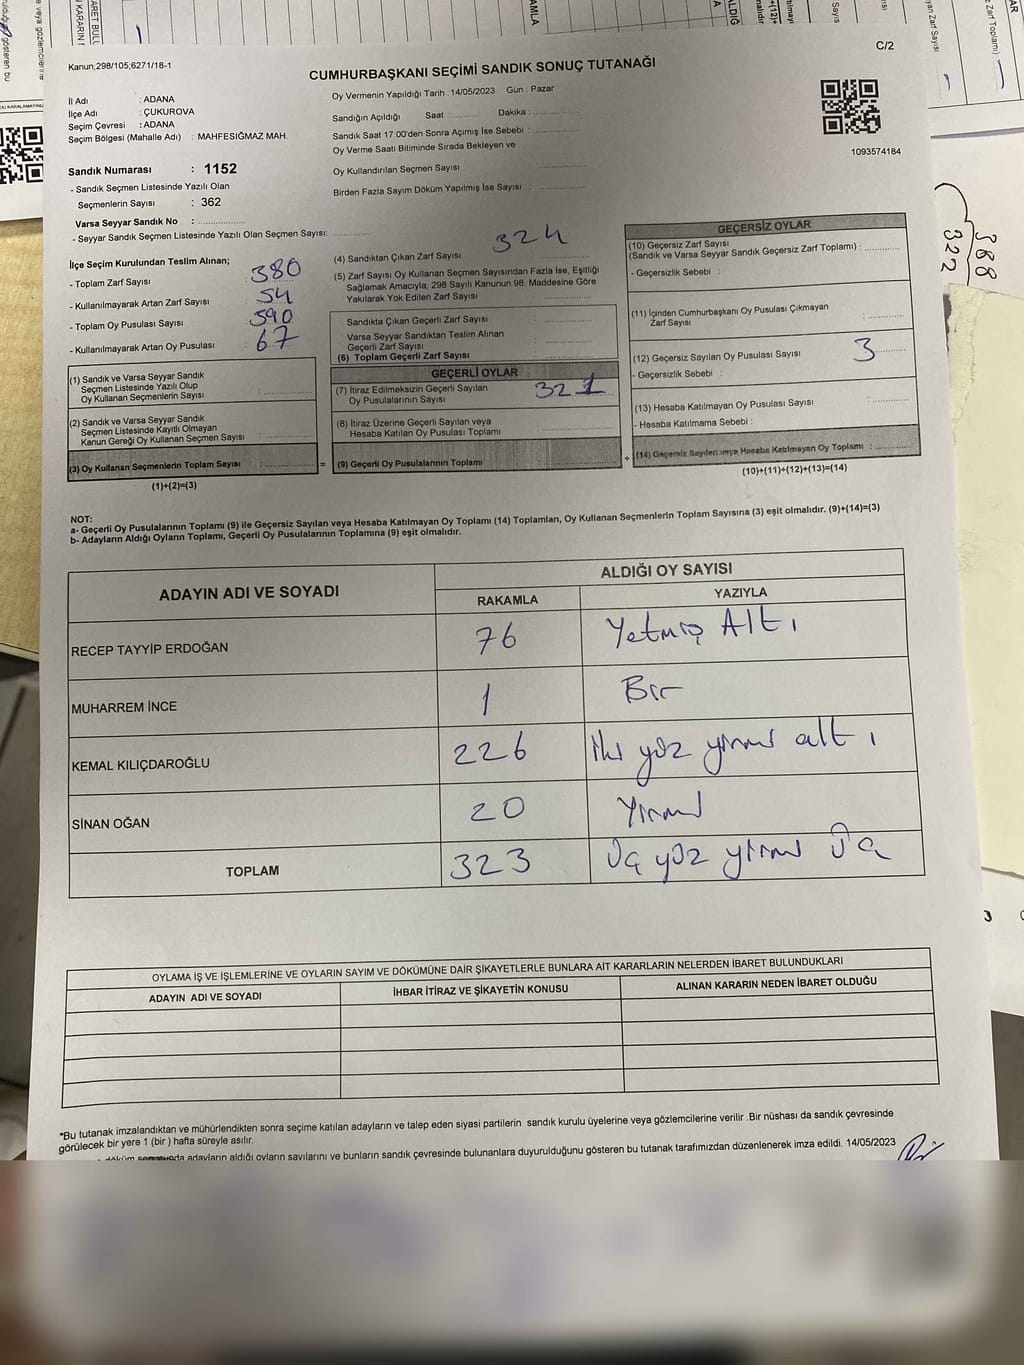 C/2
Kanun;298/105,6271/18-1
CUMHURBAŞKANI SEÇİMİ SANDIK SONUÇ TUTANAĞI
İl Adı : ADANA
İlçe Adı : ÇUKUROVA
Seçim Çevresi : ADANA
Seçim Bölgesi (Mahalle Adı) : MAHFESIĞMAZ MAH.
Sandık Numarası : 1152
- Sandık Seçmen Listesinde Yazılı Olan
Seçmenlerin Sayısı : 362
Varsa Seyyar Sandık No :
- Seyyar Sandık Seçmen Listesinde Yazılı Olan Seçmen Sayısı:
Oy Vermenin Yapıldığı Tarih : 14/05/2023 Gün : Pazar
Sandığın Açıldığı Saat : Dakika :
Sandık Saat 17:00'den Sonra Açımış İse Sebebi :
Oy Verme Saati Bitiminde Sırada Bekleyen ve
Oy Kullandırılan Seçmen Sayısı :
Birden Fazla Sayım Döküm Yapılmış İse Sayısı :
1093574184
İlçe Seçim Kurulundan Teslim Alınan;
- Toplam Zarf Sayısı : 380
- Kullanılmayarak Artan Zarf Sayısı : 54
- Toplam Oy Pusulası Sayısı : 390
- Kullanılmayarak Artan Oy Pusulası : 67
(1) Sandık ve Varsa Seyyar Sandık
Seçmen Listesinde Yazılı Olup
Oy Kullanan Seçmenlerin Sayısı :
(2) Sandık ve Varsa Seyyar Sandık
Seçmen Listesinde Kayıtlı Olmayan
Kanun Gereği Oy Kullanan Seçmen Sayısı :
(3) Oy Kullanan Seçmenlerin Toplam Sayısı :
(1)+(2)=(3)
=
(4) Sandıktan Çıkan Zarf Sayısı : 324
(5) Zarf Sayısı Oy Kullanan Seçmen Sayısından Fazla İse, Eşitliği
Sağlamak Amacıyla; 298 Sayılı Kanunun 98. Maddesine Göre
Yakılarak Yok Edilen Zarf Sayısı :
Sandıkta Çıkan Geçerli Zarf Sayısı :
Varsa Seyyar Sandıktan Teslim Alınan
Geçerli Zarf Sayısı :
(6) Toplam Geçerli Zarf Sayısı :
GEÇERLİ OYLAR
(7) İtiraz Edilmeksizin Geçerli Sayılan
Oy Pusulalarının Sayısı : 321
(8) İtiraz Üzerine Geçerli Sayılan veya
Hesaba Katılan Oy Pusulası Toplamı :
(9) Geçerli Oy Pusulalarının Toplamı :
+
GEÇERSİZ OYLAR
(10) Geçersiz Zarf Sayısı
(Sandık ve Varsa Seyyar Sandık Geçersiz Zarf Toplamı) :
- Geçersizlik Sebebi :
(11) İçinden Cumhurbaşkanı Oy Pusulası Çıkmayan
Zarf Sayısı :
(12) Geçersiz Sayılan Oy Pusulası Sayısı : 3
- Geçersizlik Sebebi :
(13) Hesaba Katılmayan Oy Pusulası Sayısı :
- Hesaba Katılmama Sebebi :
(14) Geçersiz Sayılan veya Hesaba Katılmayan Oy Toplamı :
(10)+(11)+(12)+(13)=(14)
NOT:
a- Geçerli Oy Pusulalarının Toplamı (9) ile Geçersiz Sayılan veya Hesaba Katılmayan Oy Toplamı (14) Toplamları, Oy Kullanan Seçmenlerin Toplam Sayısına (3) eşit olmalıdır. (9)+(14)=(3)
b- Adayların Aldığı Oyların Toplamı, Geçerli Oy Pusulalarının Toplamına (9) eşit olmalıdır.
ADAYIN ADI VE SOYADI ALDIĞI OY SAYISI
RAKAMLA YAZIYLA
RECEP TAYYİP ERDOĞAN 76 Yetmiş Altı
MUHARREM İNCE 1 Bir
KEMAL KILIÇDAROĞLU 226 iki yüz yirmi altı
SİNAN OĞAN 20 Yirmi
TOPLAM 323 Üç yüz yirmi Üç
OYLAMA İŞ VE İŞLEMLERİNE VE OYLARIN SAYIM VE DÖKÜMÜNE DAİR ŞİKAYETLERLE BUNLARA AİT KARARLARIN NELERDEN İBARET BULUNDUKLARI
ADAYIN ADI VE SOYADI İHBAR İTİRAZ VE ŞİKAYETİN KONUSU ALINAN KARARIN NEDEN İBARET OLDUĞU
*Bu tutanak imzalandıktan ve mühürlendikten sonra seçime katılan adayların ve talep eden siyasi partilerin sandık kurulu üyelerine veya gözlemcilerine verilir .Bir nüshası da sandık çevresinde
görülecek bir yere 1 (bir ) hafta süreyle asılır.
adayların aldığı oyların sayılarını ve bunların sandık çevresinde bulunanlara duyurulduğunu gösteren bu tutanak tarafımızdan düzenlenerek imza edildi. 14/05/2023
388
322